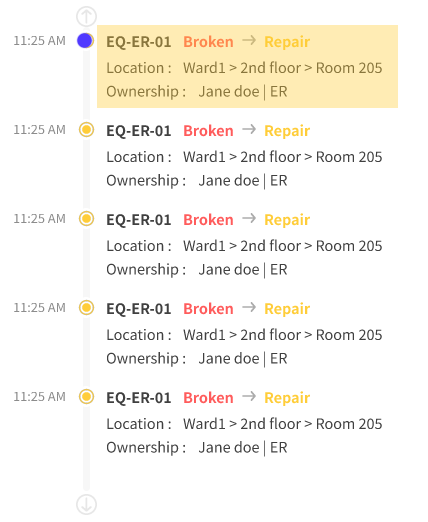 11:25 AM EQ-ER-01 Broken → Repair
Location : Ward1 > 2nd floor > Room 205
Ownership : Jane doe | ER
11:25 AM EQ-ER-01 Broken → Repair
Location : Ward1 > 2nd floor > Room 205
Ownership : Jane doe | ER
11:25 AM EQ-ER-01 Broken → Repair
Location : Ward1 > 2nd floor > Room 205
Ownership : Jane doe | ER
11:25 AM EQ-ER-01 Broken → Repair
Location : Ward1 > 2nd floor > Room 205
Ownership : Jane doe | ER
11:25 AM EQ-ER-01 Broken → Repair
Location : Ward1 > 2nd floor > Room 205
Ownership : Jane doe | ER